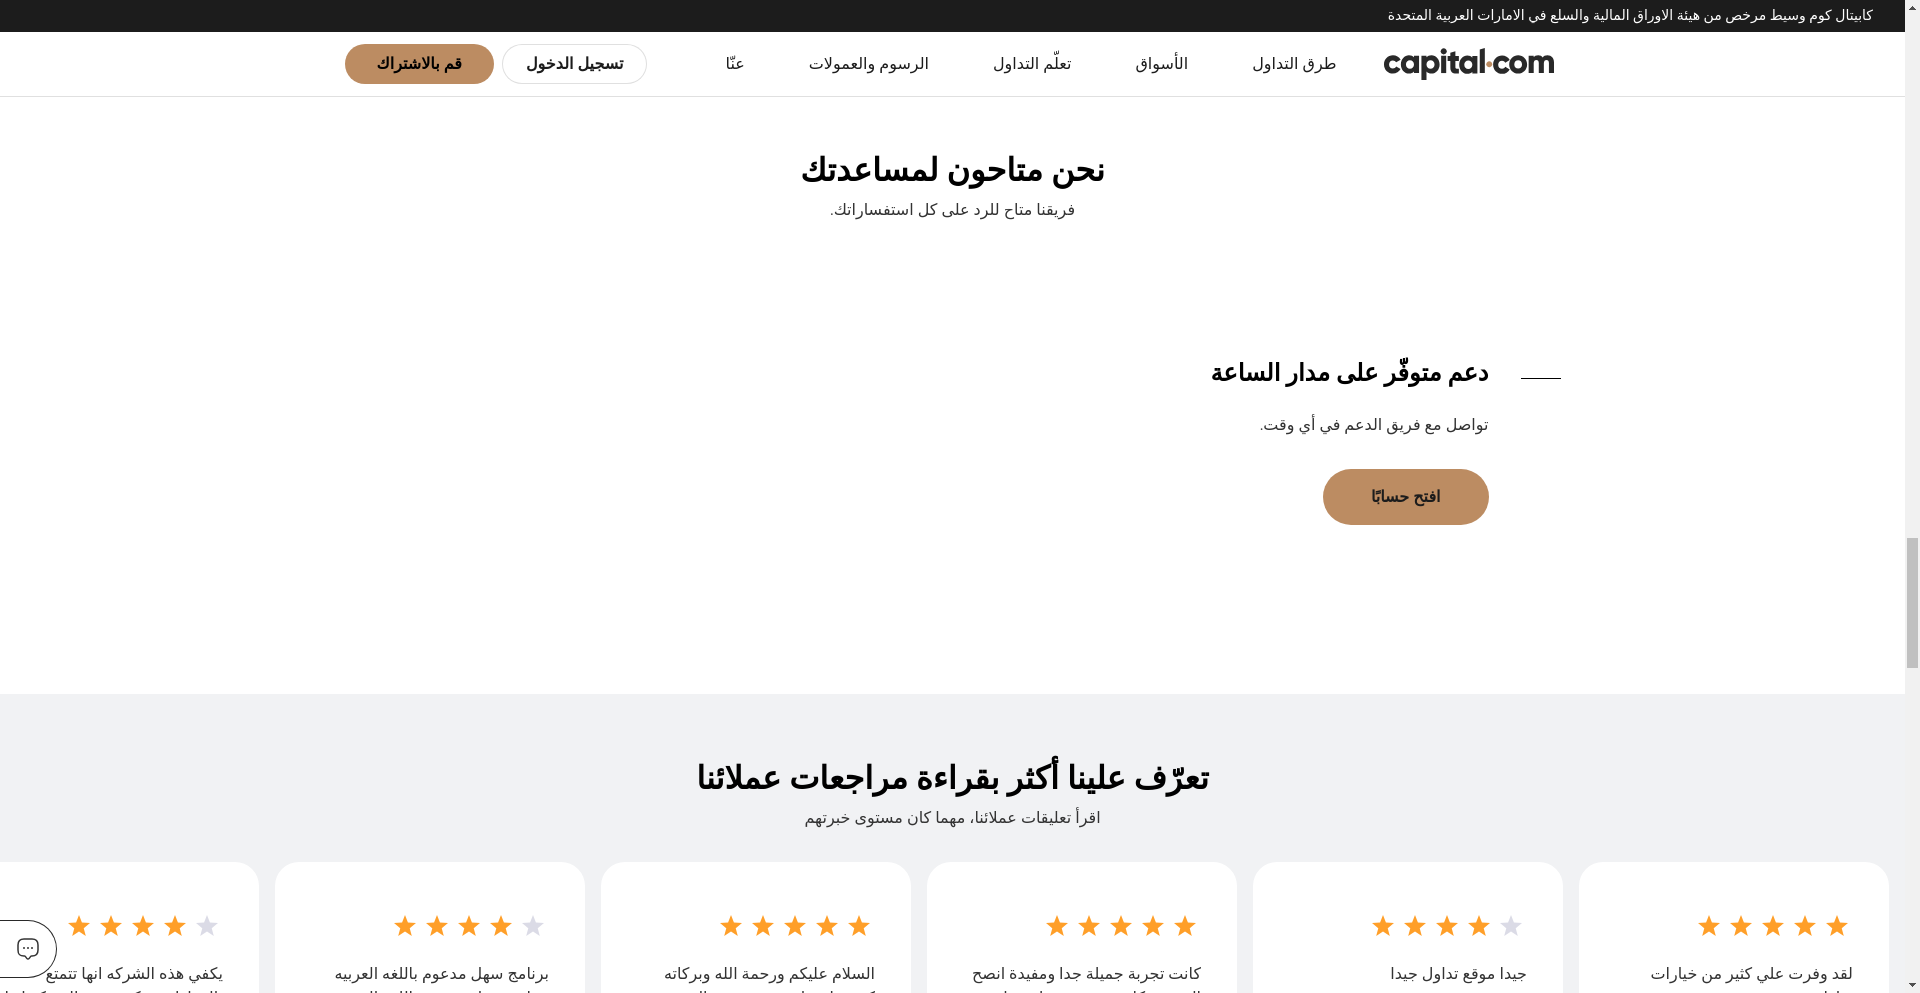 كابيتال كوم وسيط مرخص من هيئة الاوراق المالية والسلع في الامارات العربية المتحدة
capital.com
طرق التداول
الأسواق
تعلّم التداول
الرسوم والعمولات
عنّا
تسجيل الدخول
قم بالاشتراك
نحن متاحون لمساعدتك
فريقنا متاح للرد على كل استفساراتك.
دعم متوفّر على مدار الساعة
تواصل مع فريق الدعم في أي وقت.
افتح حسابًا
تعرّف علينا أكثر بقراءة مراجعات عملائنا
اقرأ تعليقات عملائنا، مهما كان مستوى خبرتهم
لقد وفرت علي كثير من خيارات
جيدا موقع تداول جيدا
كانت تجربة جميلة جدا ومفيدة انصح
السلام عليكم ورحمة الله وبركاته
برنامج سهل مدعوم باللغه العربيه
يكفي هذه الشركه انها تتمتع